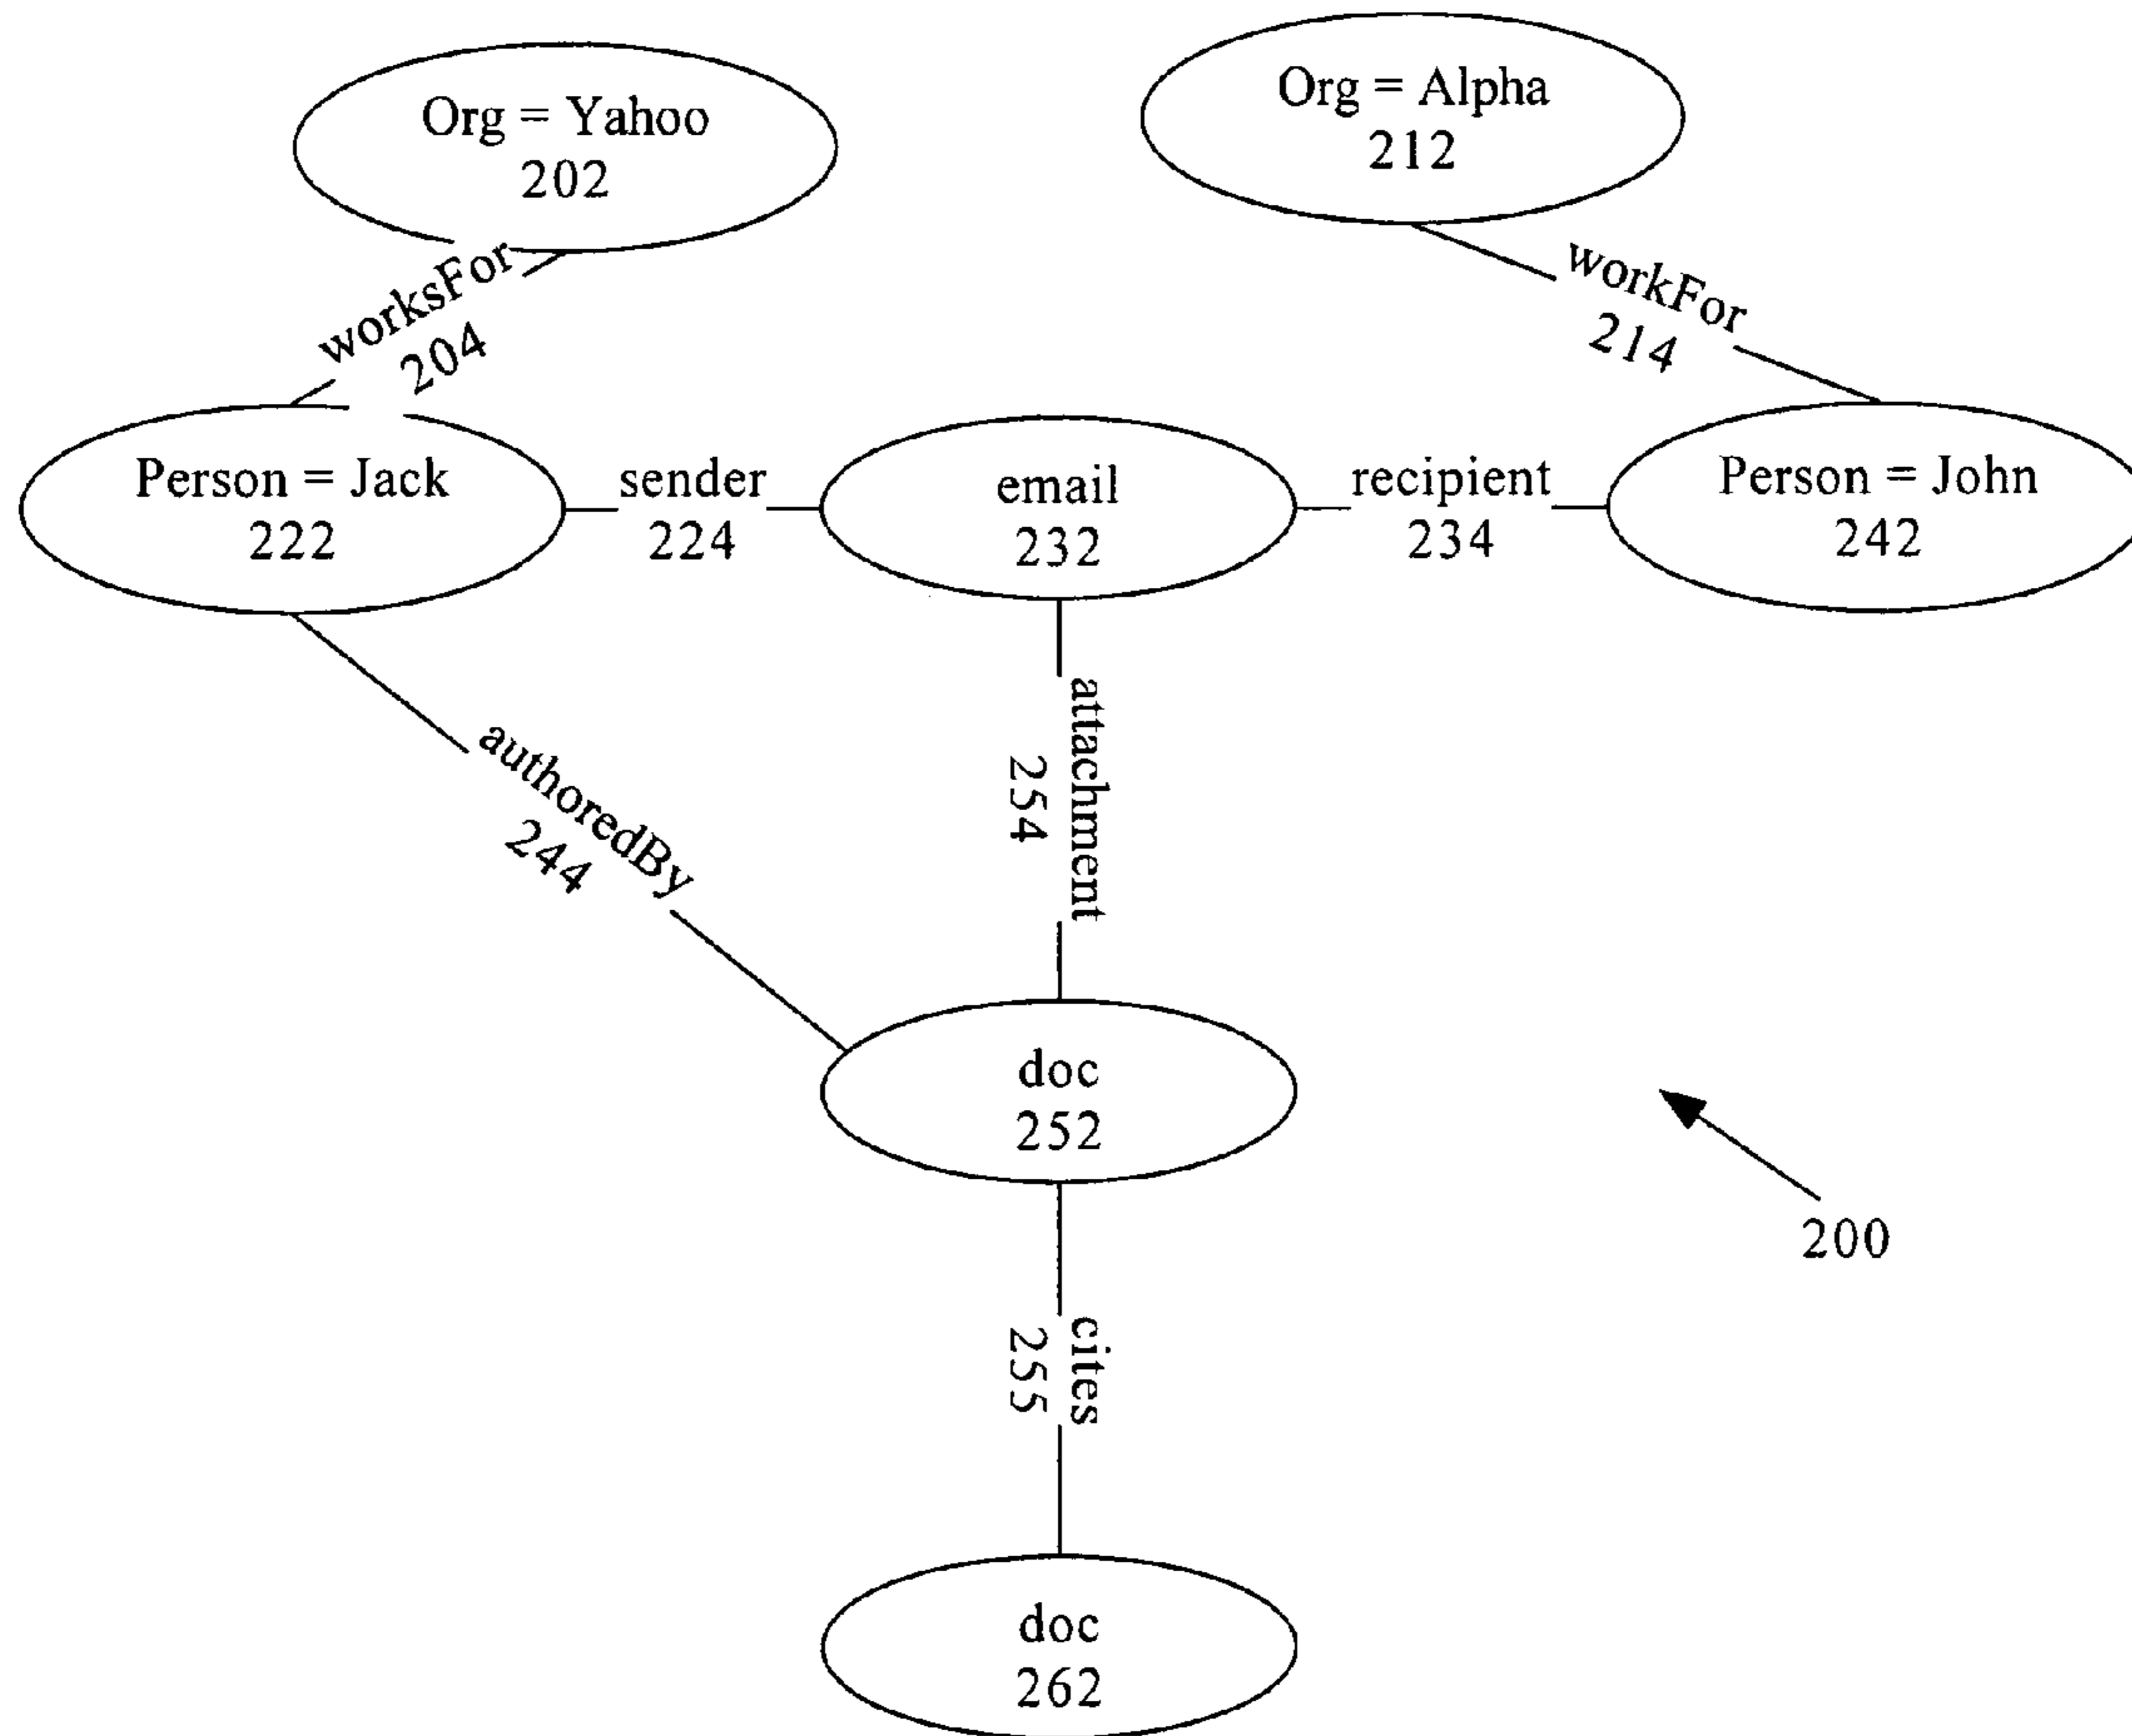 Org = Yahoo
202
Org = Alpha
212
worksFor
204
workFor
214
Person = Jack
222
sender
224
email
232
recipient
234
Person = John
242
authoredBy
244
attachment
254
doc
252
200
cites
255
doc
262